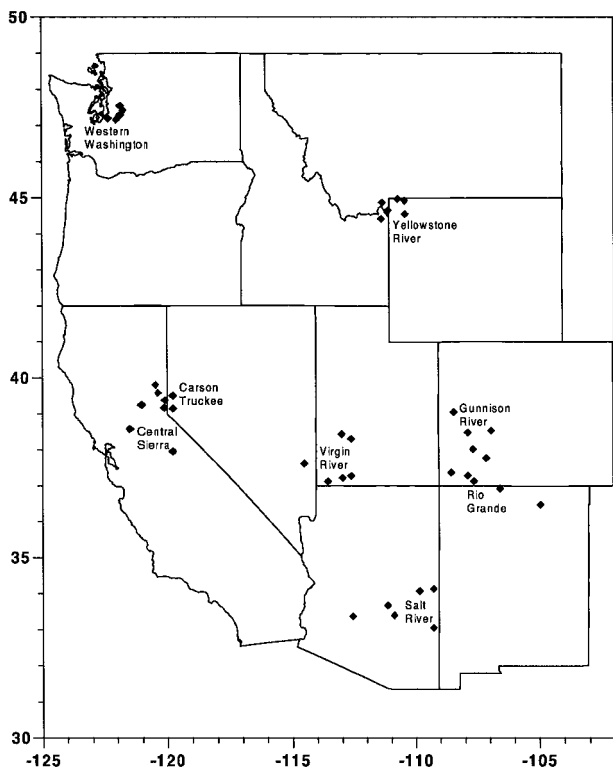 50
Western
Washington
45
Yellowstone
River
40
Carson
Truckee
Gunnison
River
Central
Sierra
Virgin
River
Rio
Grande
35
Salt
River
30
-125
-120
-115
-110
-105